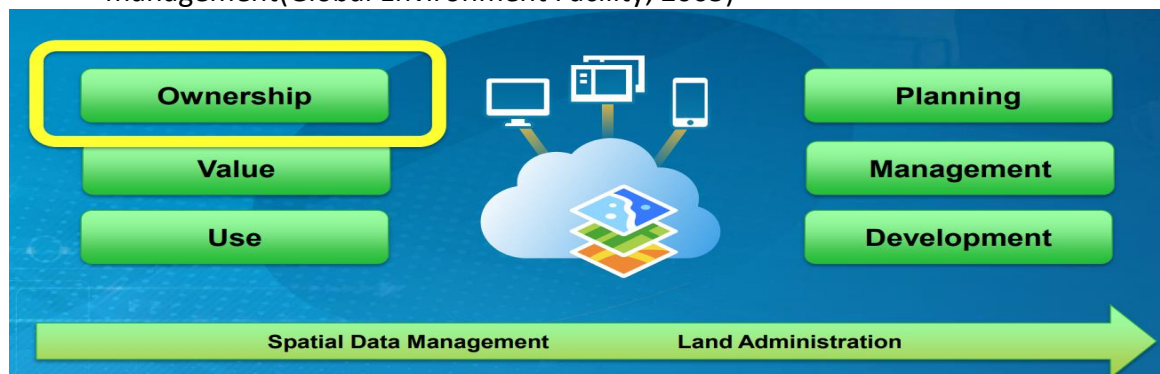 Ownership
Value
Use
Planning
Management
Development
Spatial Data Management
Land Administration